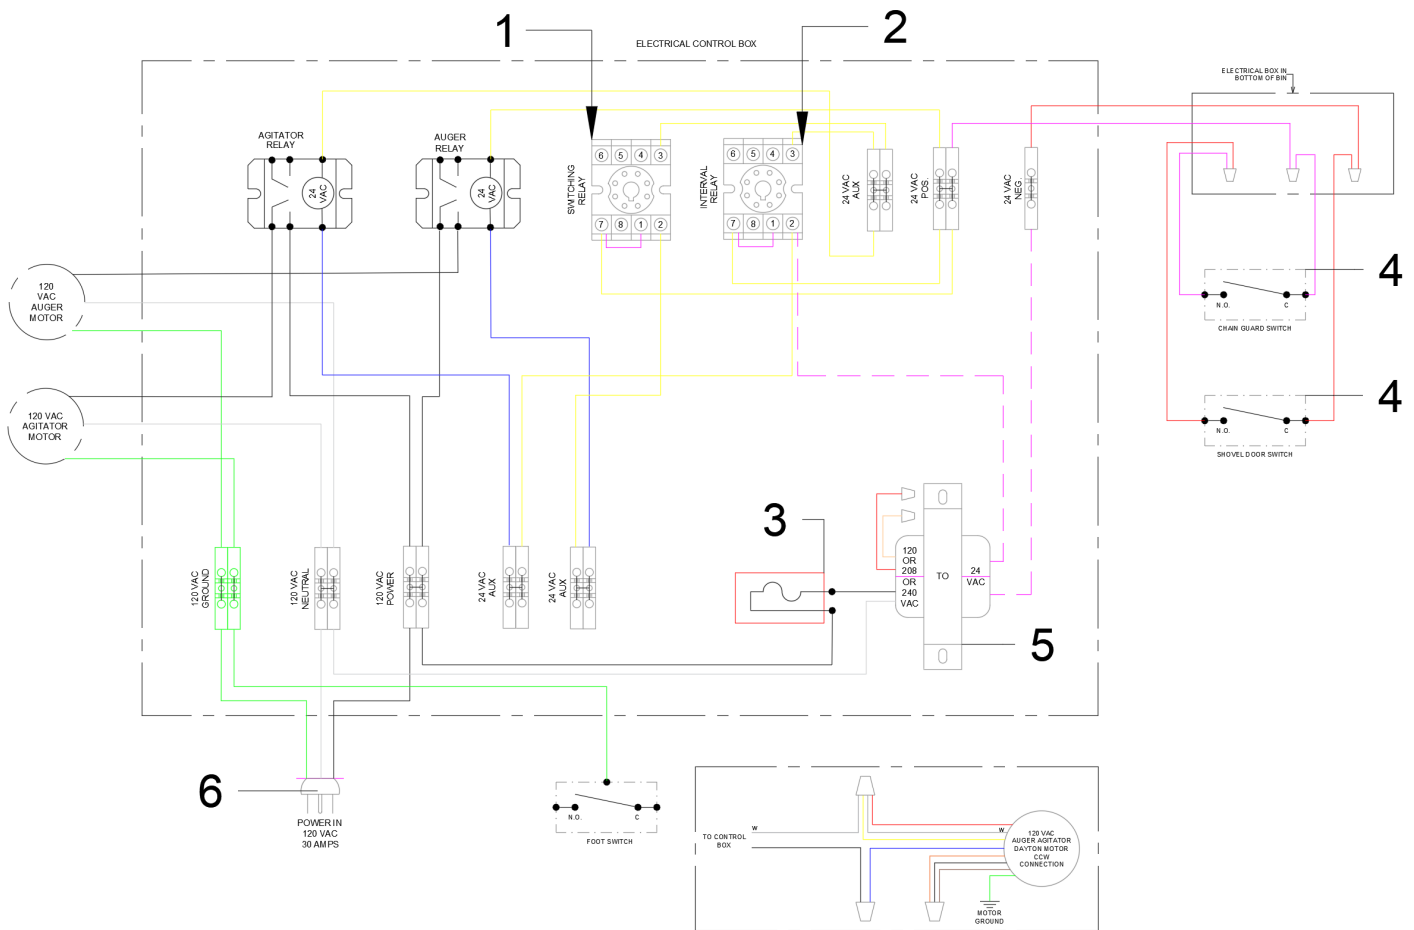 1
2
ELECTRICAL CONTROL BOX
ELECTRICAL BOX IN
BOTTOM OF BIN
AGITATOR
RELAY
AUGER
RELAY
24
VAC
24
VAC
SWITCHING
RELAY
6 5 4 3
7 8 1 2
INTERVAL
RELAY
6 5 4 3
7 8 1 2
24 VAC
AUX
24 VAC
POS.
24 VAC
NEG.
120
VAC
AUGER
MOTOR
4
N.O.
C
CHAIN GUARD SWITCH
120 VAC
AGITATOR
MOTOR
4
N.O.
C
SHOVEL DOOR SWITCH
3
120 VAC
GROUND
120 VAC
NEUTRAL
120 VAC
POWER
24 VAC
AUX
24 VAC
AUX
120
OR
208
OR
240
VAC
TO
24
VAC
5
6
POWER IN
120 VAC
30 AMPS
N.O.
C
FOOT SWITCH
TO CONTROL
BOX
W
W
120 VAC
AUGER AGITATOR
DAYTON MOTOR
CCW
CONNECTION
MOTOR
GROUND